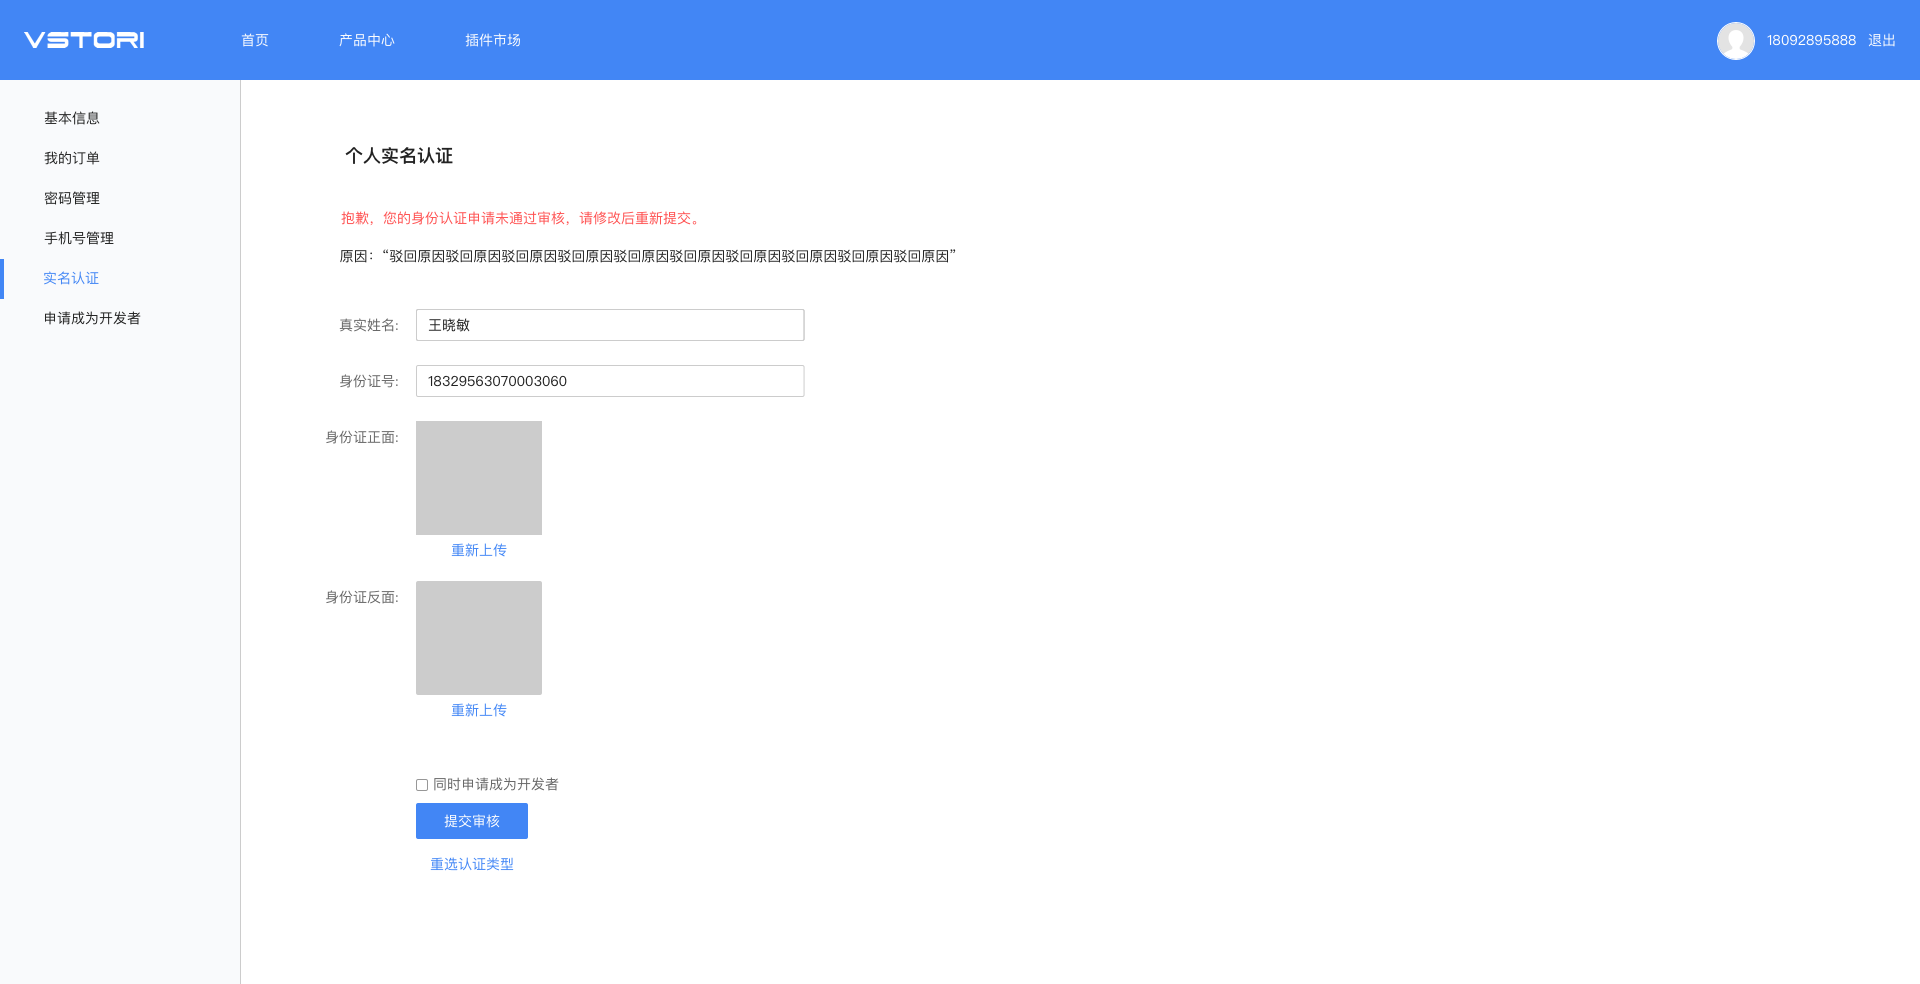 VSTORI 首页 产品中心 插件市场 18092895888 退出
基本信息
我的订单
密码管理
手机号管理
实名认证
申请成为开发者
个人实名认证
抱歉，您的身份认证申请未通过审核，请修改后重新提交。
原因：“驳回原因驳回原因驳回原因驳回原因驳回原因驳回原因驳回原因驳回原因驳回原因驳回原因”
真实姓名: 王晓敏
身份证号: 18329563070003060
身份证正面:
重新上传
身份证反面:
重新上传
同时申请成为开发者
提交审核
重选认证类型